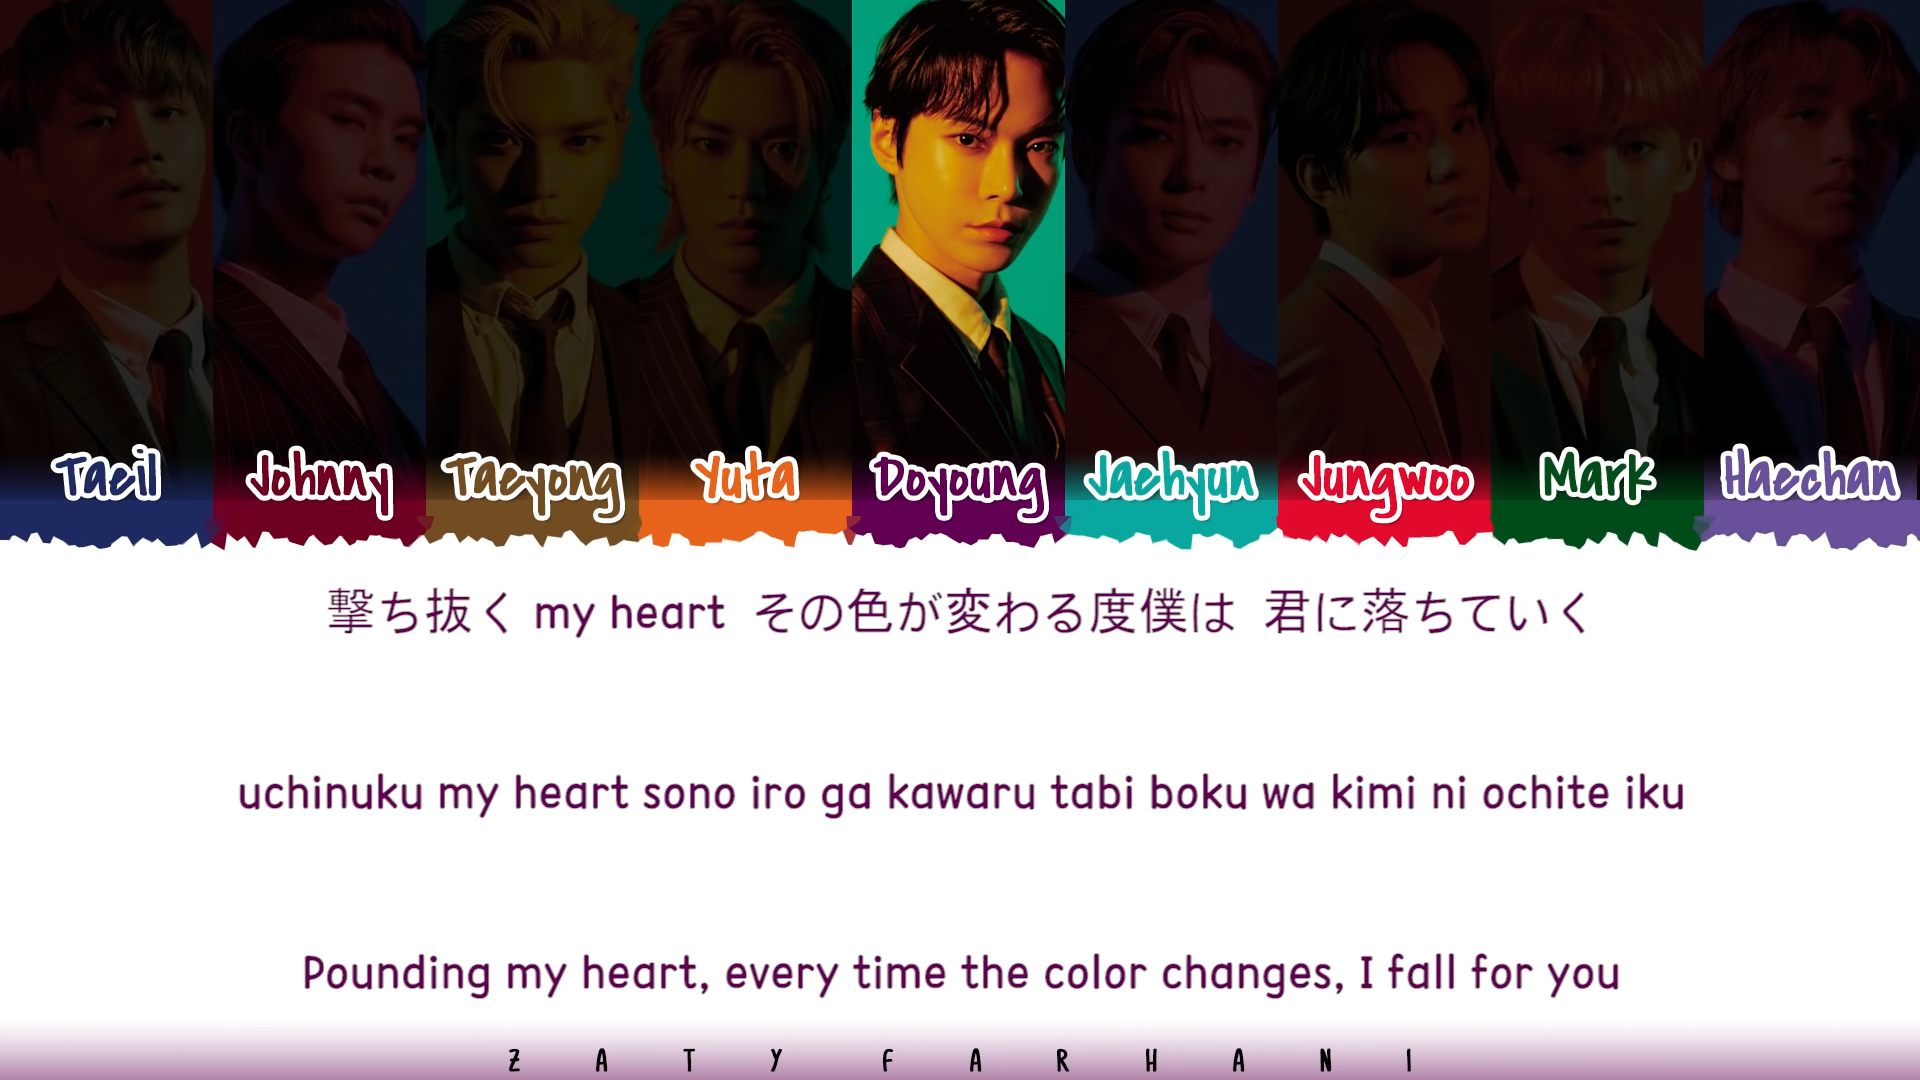 Taeil Johnny Taeyong Yuta Doyoung Jaehyun Jungwoo Mark Haechan
撃ち抜く my heart その色が変わる度僕は 君に落ちていく
uchinuku my heart sono iro ga kawaru tabi boku wa kimi ni ochite iku
Pounding my heart, every time the color changes, I fall for you
ZATY FARHANI